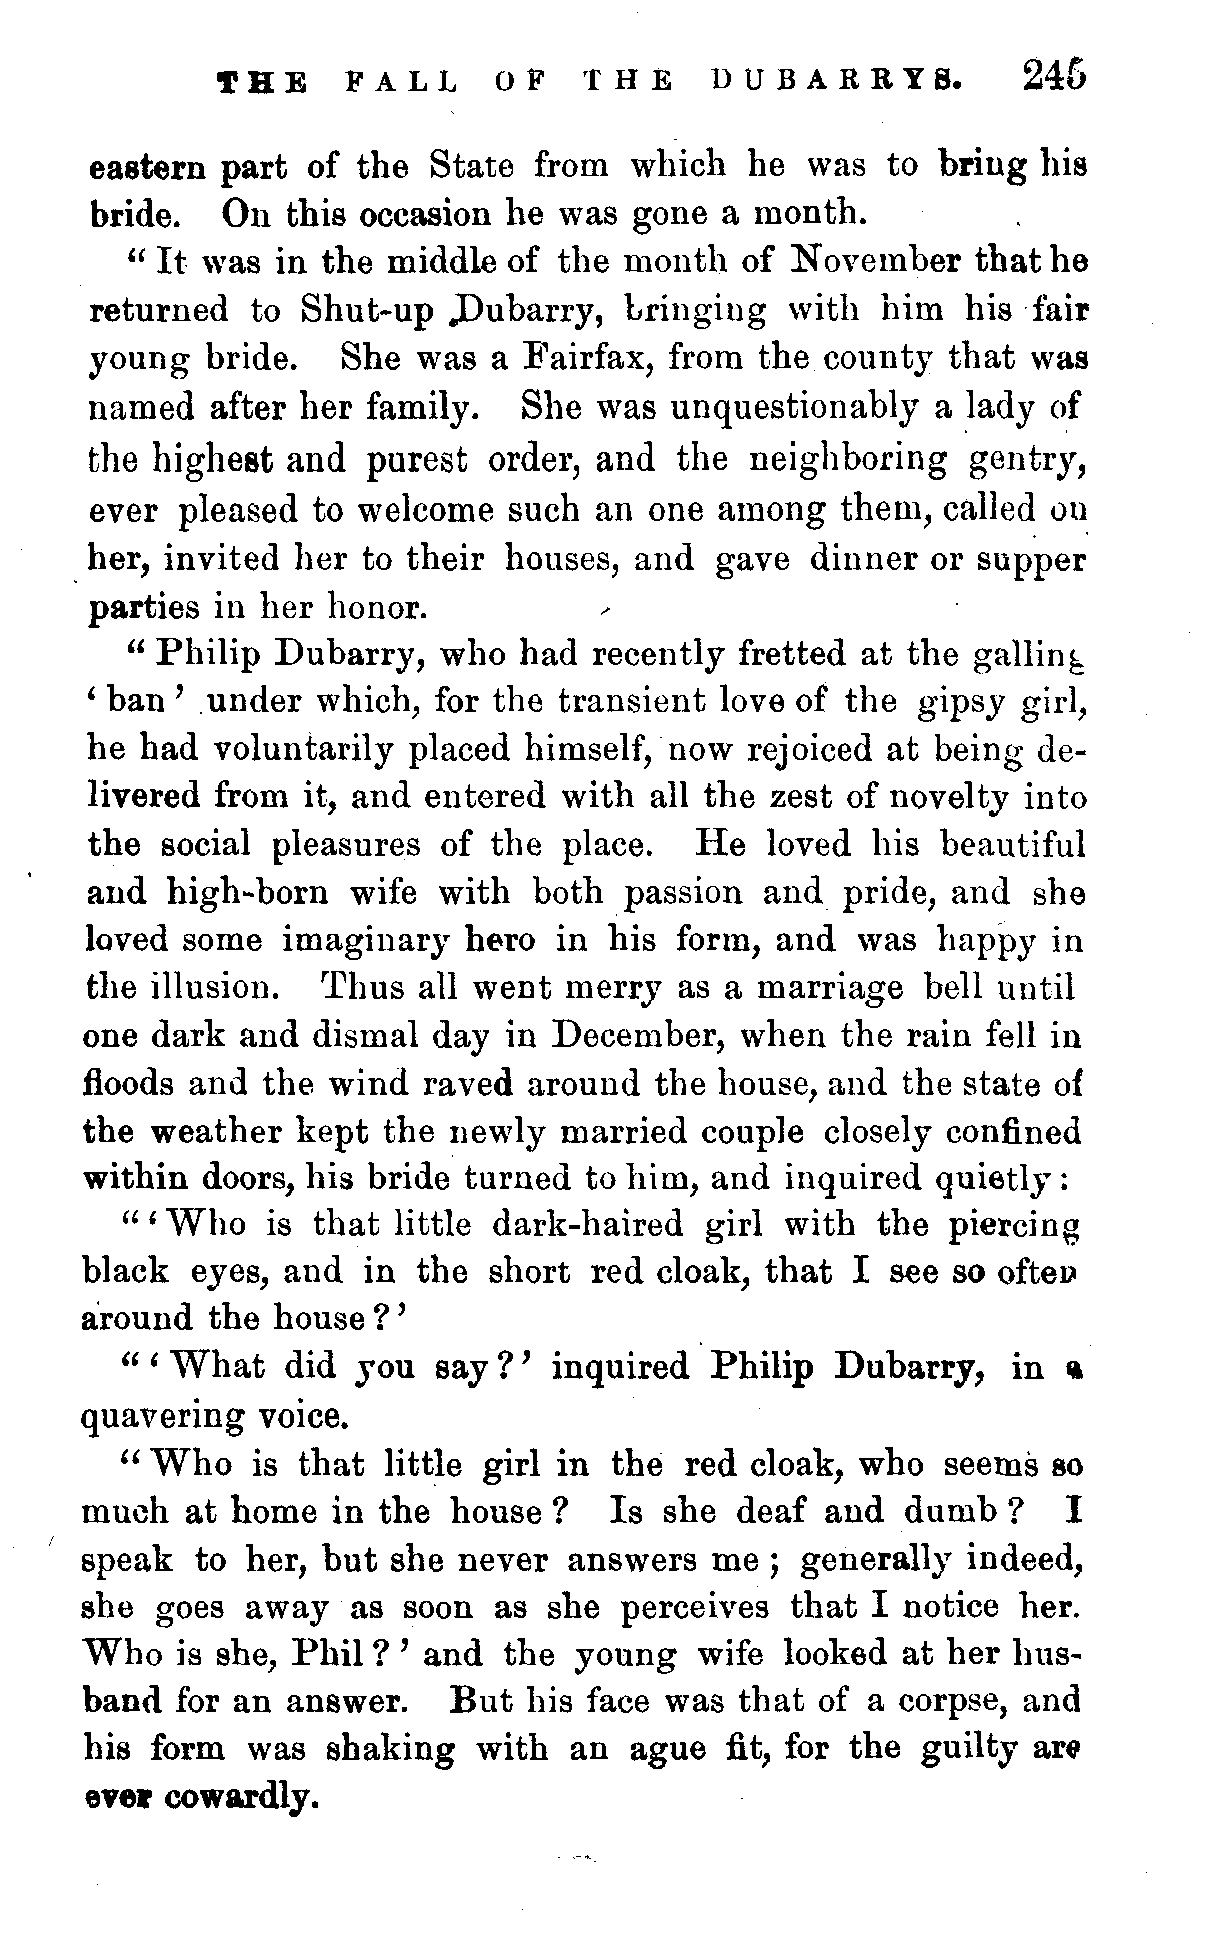 THE FALL OF THE DUBARRYS. 245
eastern part of the State from which he was to bring his
bride. On this occasion he was gone a month.
“ It was in the middle of the month of November that he
returned to Shut-up Dubarry, bringing with him his fair
young bride. She was a Fairfax, from the county that was
named after her family. She was unquestionably a lady of
the highest and purest order, and the neighboring gentry,
ever pleased to welcome such an one among them, called on
her, invited her to their houses, and gave dinner or supper
parties in her honor.
“ Philip Dubarry, who had recently fretted at the galling
‘ ban ’ under which, for the transient love of the gipsy girl,
he had voluntarily placed himself, now rejoiced at being de-
livered from it, and entered with all the zest of novelty into
the social pleasures of the place. He loved his beautiful
and high-born wife with both passion and pride, and she
loved some imaginary hero in his form, and was happy in
the illusion. Thus all went merry as a marriage bell until
one dark and dismal day in December, when the rain fell in
floods and the wind raved around the house, and the state of
the weather kept the newly married couple closely confined
within doors, his bride turned to him, and inquired quietly :
“ ‘ Who is that little dark-haired girl with the piercing
black eyes, and in the short red cloak, that I see so often
around the house ? ’
“ ‘ What did you say ? ’ inquired Philip Dubarry, in a
quavering voice.
“ Who is that little girl in the red cloak, who seems so
much at home in the house ? Is she deaf and dumb ? I
speak to her, but she never answers me ; generally indeed,
she goes away as soon as she perceives that I notice her.
Who is she, Phil ? ’ and the young wife looked at her hus-
band for an answer. But his face was that of a corpse, and
his form was shaking with an ague fit, for the guilty are
ever cowardly.